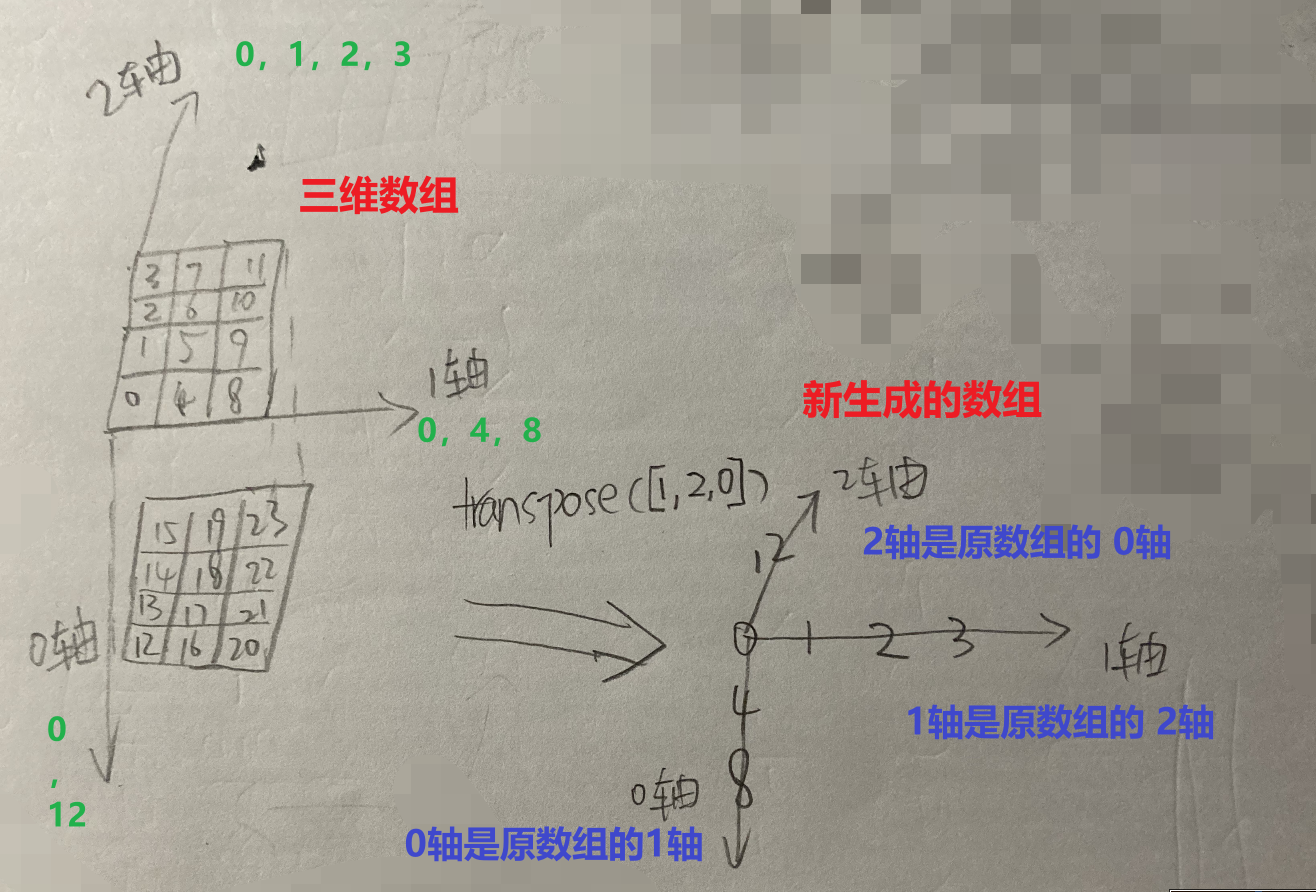 2轴
0, 1, 2, 3
三维数组
3 7 11
2 6 10
1 5 9
0 4 8
1轴
0, 4, 8
15 19 23
14 18 22
13 17 21
12 16 20
0轴
0
,
12
transpose([1,2,0])
新生成的数组
2轴
2轴是原数组的 0轴
12
0 1 2 3
1轴
1轴是原数组的 2轴
4
8
0轴
0轴是原数组的1轴